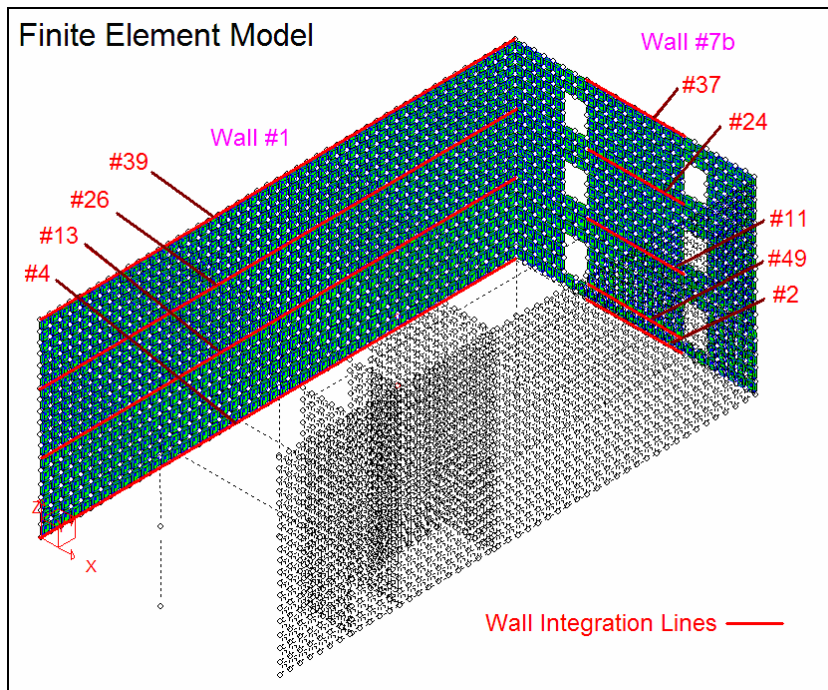 Finite Element Model
Wall #7b
#37
#24
Wall #1
#39
#26
#13
#4
#11
#49
#2
Z
X
Wall Integration Lines